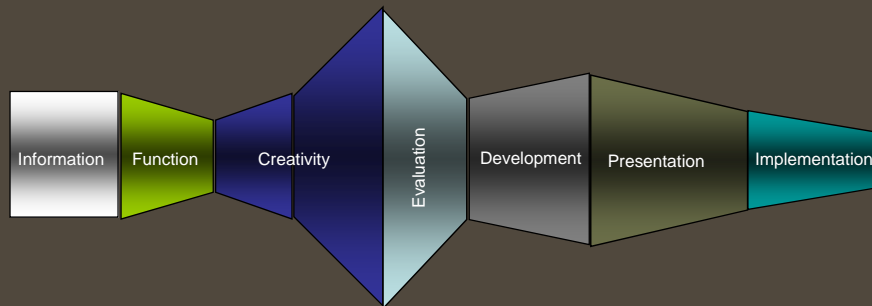 Information
Function
Creativity
Evaluation
Development
Presentation
Implementation